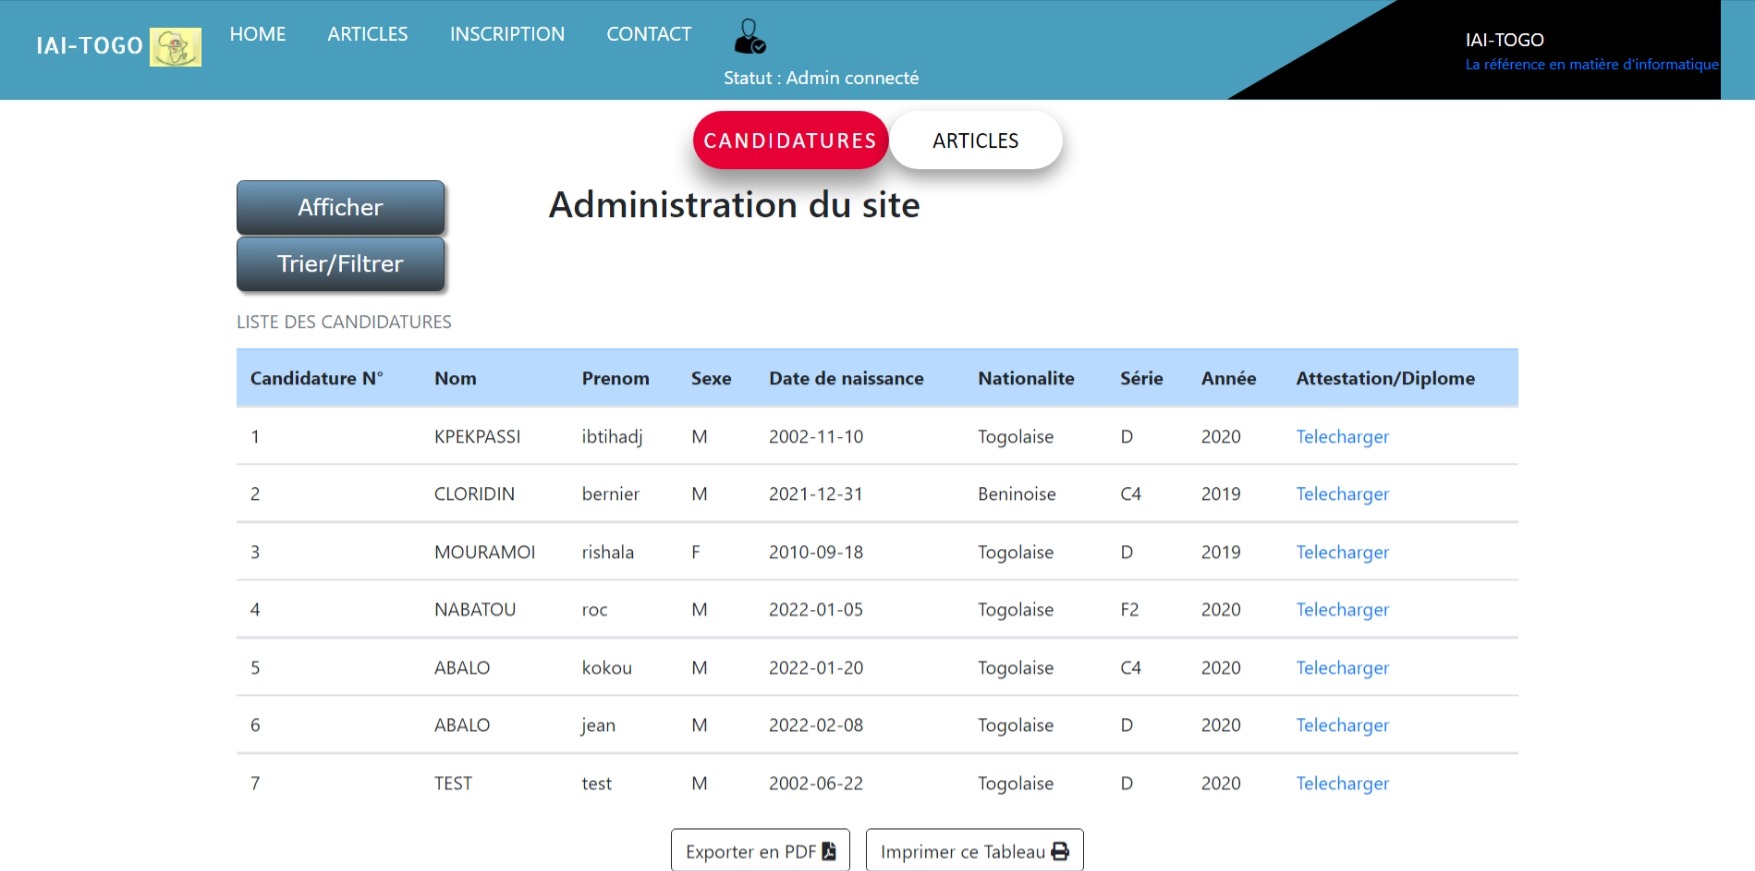 IAI-TOGO
HOME ARTICLES INSCRIPTION CONTACT
Statut : Admin connecté
IAI-TOGO
La référence en matière d'informatique
CANDIDATURES ARTICLES
Afficher
Administration du site
Trier/Filtrer
LISTE DES CANDIDATURES
Candidature N° Nom Prenom Sexe Date de naissance Nationalite Série Année Attestation/Diplome
1 KPEKPASSI ibtihadj M 2002-11-10 Togolaise D 2020 Telecharger
2 CLORIDIN bernier M 2021-12-31 Beninoise C4 2019 Telecharger
3 MOURAMOI rishala F 2010-09-18 Togolaise D 2019 Telecharger
4 NABATOU roc M 2022-01-05 Togolaise F2 2020 Telecharger
5 ABALO kokou M 2022-01-20 Togolaise C4 2020 Telecharger
6 ABALO jean M 2022-02-08 Togolaise D 2020 Telecharger
7 TEST test M 2002-06-22 Togolaise D 2020 Telecharger
Exporter en PDF Imprimer ce Tableau